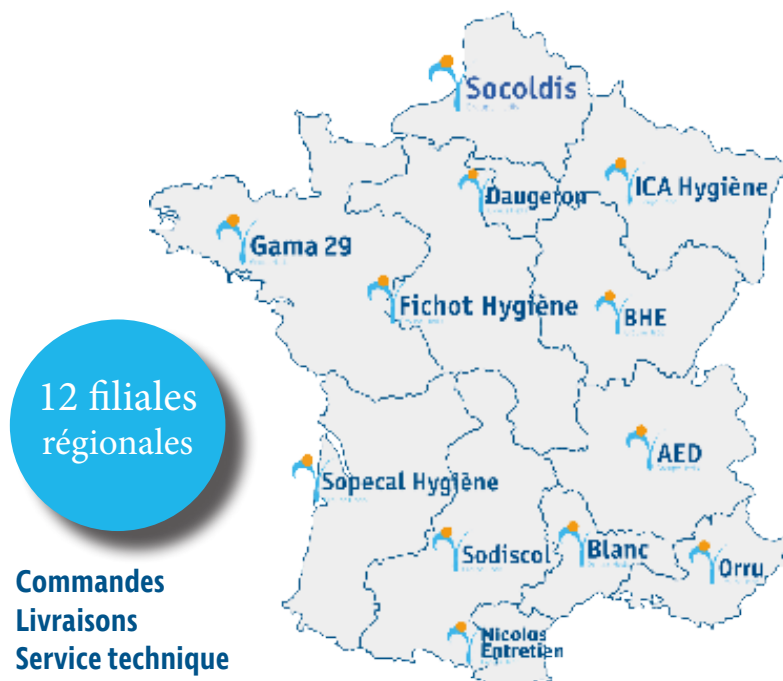 Socoldis
ICA Hygiène
Daugeron
Gama 29
Fichot Hygiène
BHE
12 filiales
régionales
AED
Sopecal Hygiène
Sodiscol
Blanc
Orru
Nicolas
Entretien
Commandes
Livraisons
Service technique